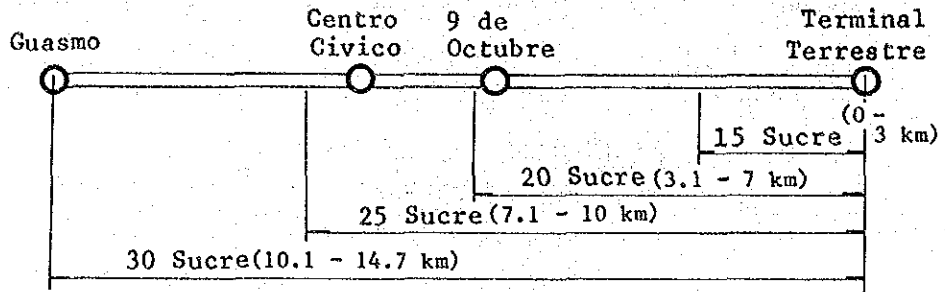 Guasmo
Centro
Civico
9 de
Octubre
Terminal
Terrestre
(0 -
15 Sucre 3 km)
20 Sucre (3.1 - 7 km)
25 Sucre (7.1 - 10 km)
30 Sucre(10.1 - 14.7 km)